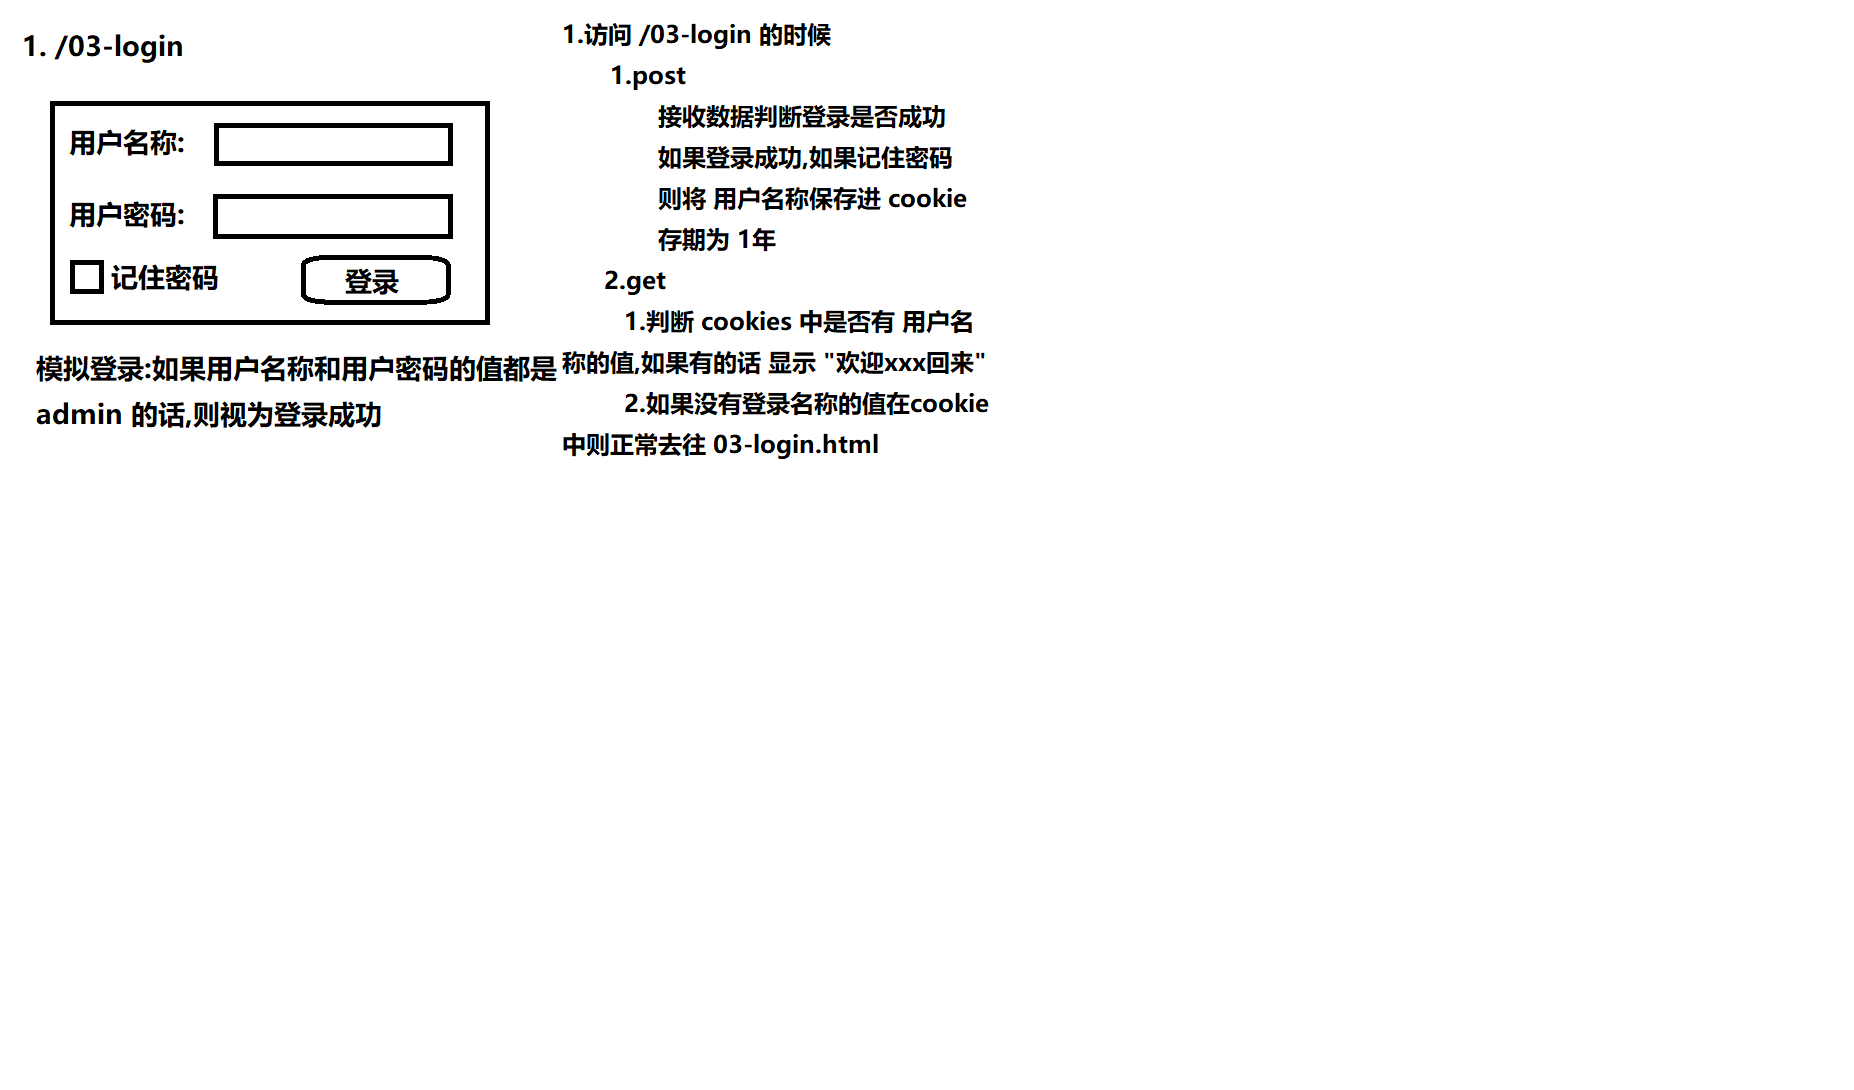 1. /03-login
用户名称:
用户密码:
记住密码
登录
模拟登录:如果用户名称和用户密码的值都是
admin 的话,则视为登录成功
1.访问 /03-login 的时候
1.post
接收数据判断登录是否成功
如果登录成功,如果记住密码
则将 用户名称保存进 cookie
存期为 1年
2.get
1.判断 cookies 中是否有 用户名
称的值,如果有的话 显示 "欢迎xxx回来"
2.如果没有登录名称的值在cookie
中则正常去往 03-login.html